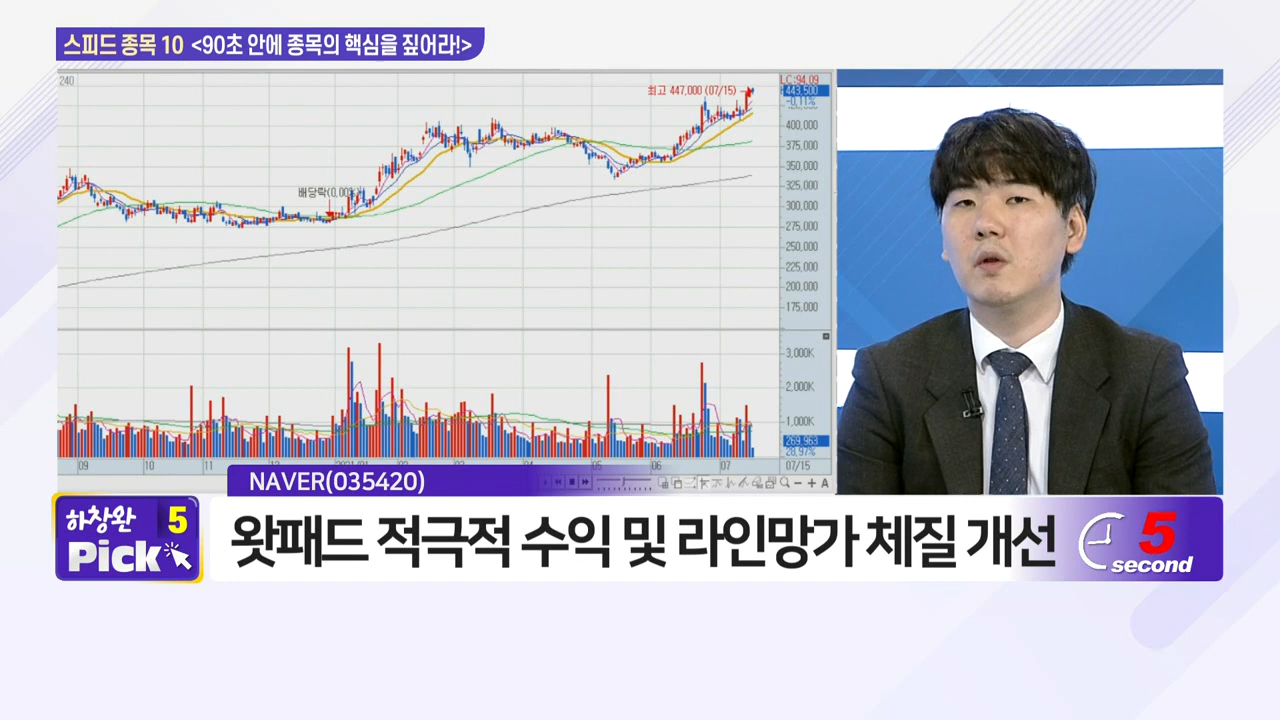 스피드 종목 10 <90초 안에 종목의 핵심을 짚어라!>
240
LC:94.09
최고 447,000 (07/15)
443,500
-0.11%
400,000
375,000
350,000
325,000
300,000
275,000
250,000
225,000
200,000
175,000
3,000K
2,000K
1,000K
269,963
28.97%
09 10 11 12 05 06 07 07/15
NAVER(035420)
하창완 5
Pick
왓패드 적극적 수익 및 라인망가 체질 개선
5
second